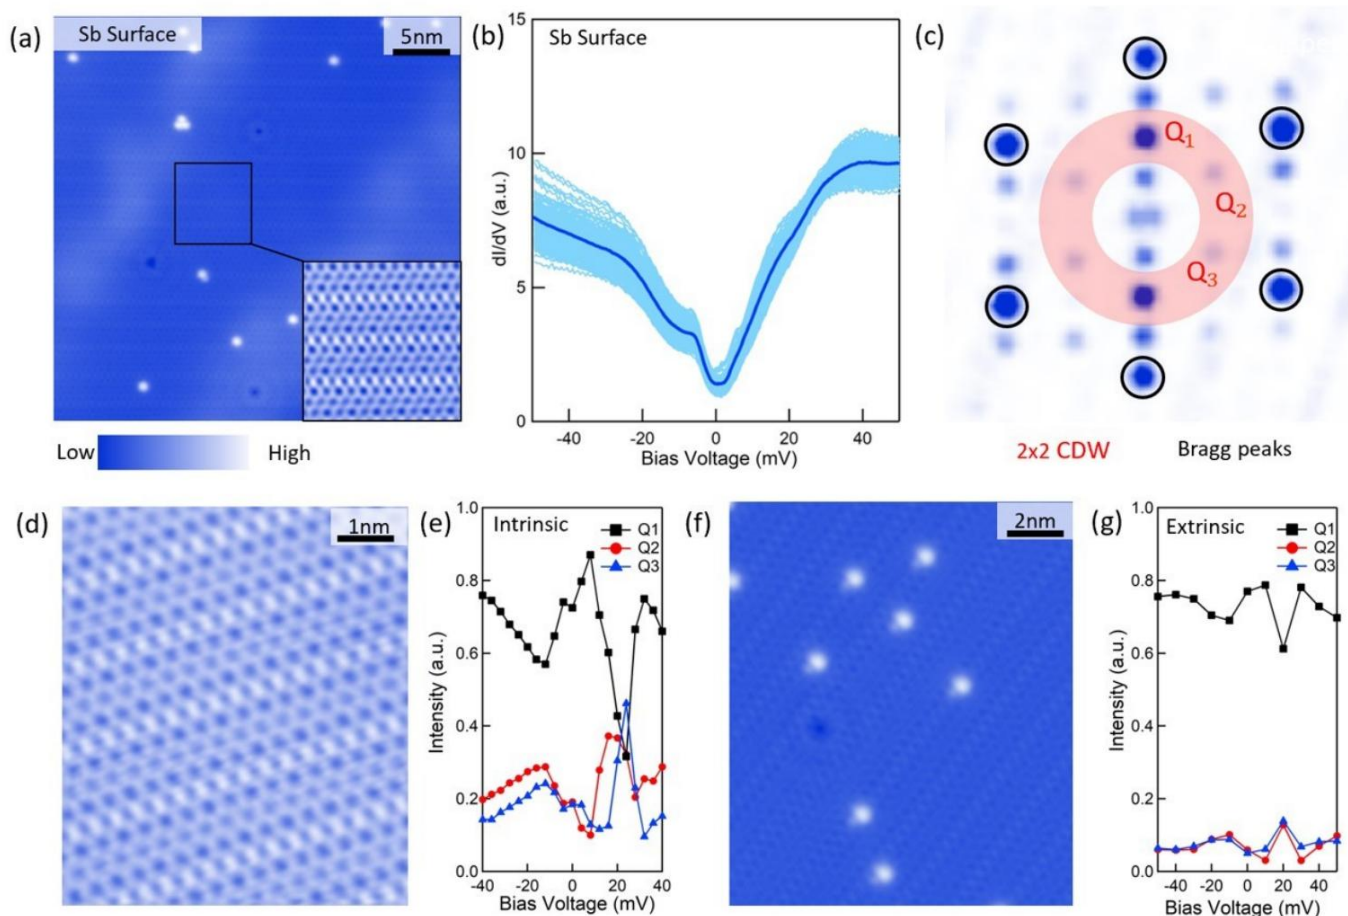 (a)
Sb Surface
5nm
Low
High
(b)
Sb Surface
15
10
5
0
dI/dV (a.u.)
-40
-20
0
20
40
Bias Voltage (mV)
(c)
Q1
Q2
Q3
2x2 CDW
Bragg peaks
(d)
1nm
(e)
Intrinsic
Q1
Q2
Q3
1.0
0.8
0.6
0.4
0.2
0.0
Intensity (a.u.)
-40
-20
0
20
40
Bias Voltage (mV)
(f)
2nm
(g)
Extrinsic
Q1
Q2
Q3
1.0
0.8
0.6
0.4
0.2
0.0
Intensity (a.u.)
-40
-20
0
20
40
Bias Voltage (mV)